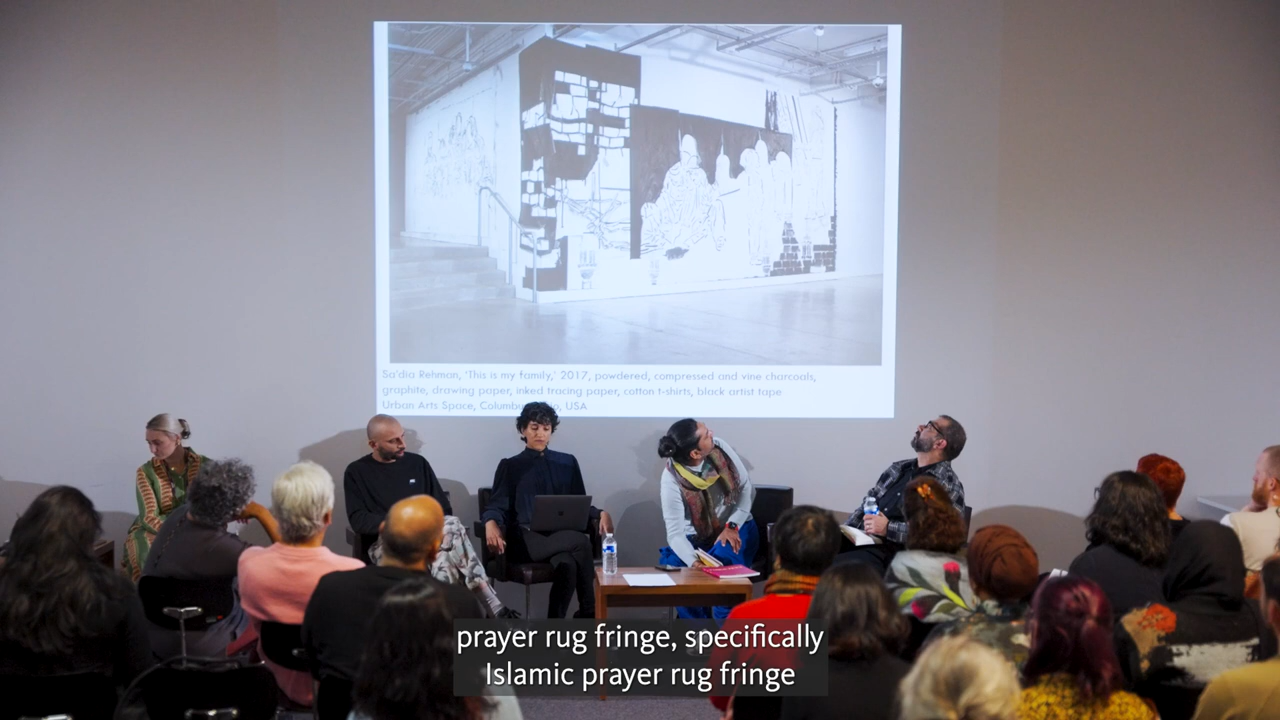 Sa'dia Rehman, 'This is my family,' 2017, powdered, compressed and vine charcoals,
graphite, drawing paper, inked tracing paper, cotton t-shirts, black artist tape
Urban Arts Space, Columbus, USA
prayer rug fringe, specifically
Islamic prayer rug fringe